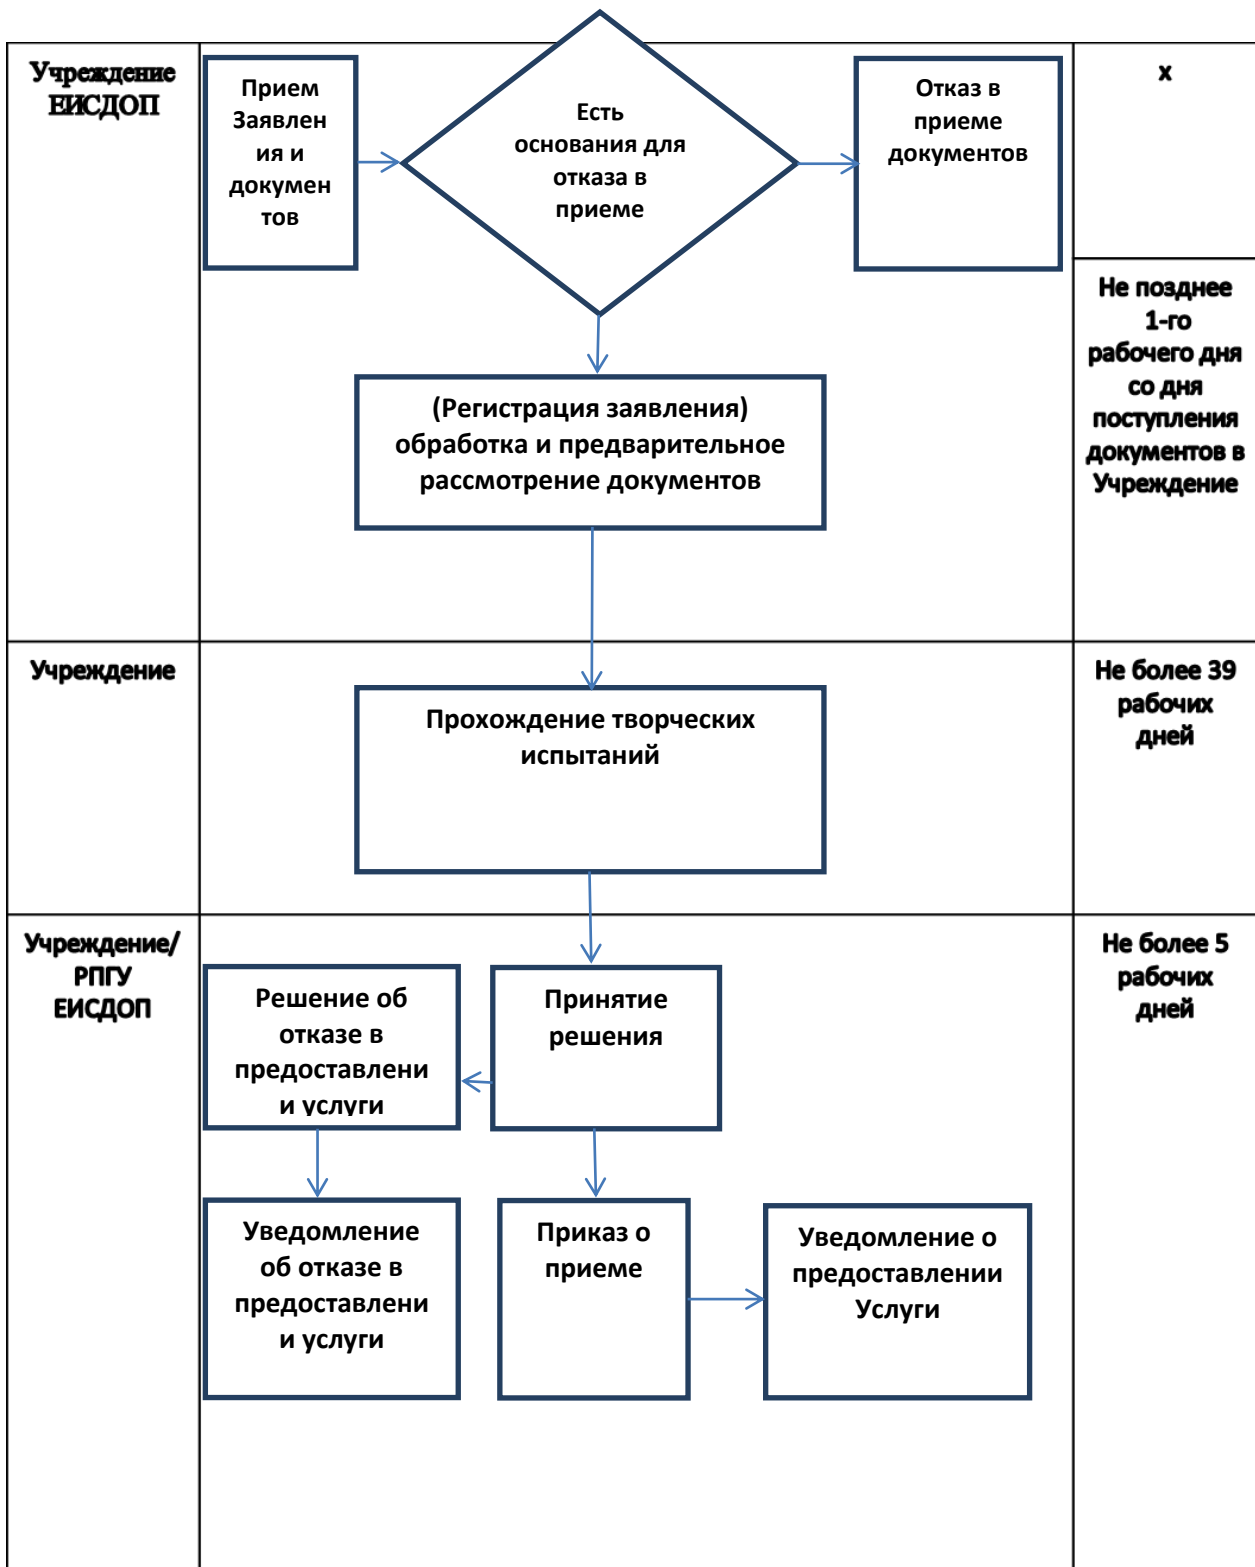 Учреждение
ЕИСДОП
Прием
Заявлен
ия и
докумен
тов
Есть
основания для
отказа в
приеме
Отказ в
приеме
документов
х
(Регистрация заявления)
обработка и предварительное
рассмотрение документов
Не позднее
1-го
рабочего дня
со дня
поступления
документов в
Учреждение
Учреждение
Прохождение творческих
испытаний
Не более 39
рабочих
дней
Учреждение/
РПГУ
ЕИСДОП
Решение об
отказе в
предоставлени
и услуги
Принятие
решения
Не более 5
рабочих
дней
Уведомление
об отказе в
предоставлени
и услуги
Приказ о
приеме
Уведомление о
предоставлении
Услуги